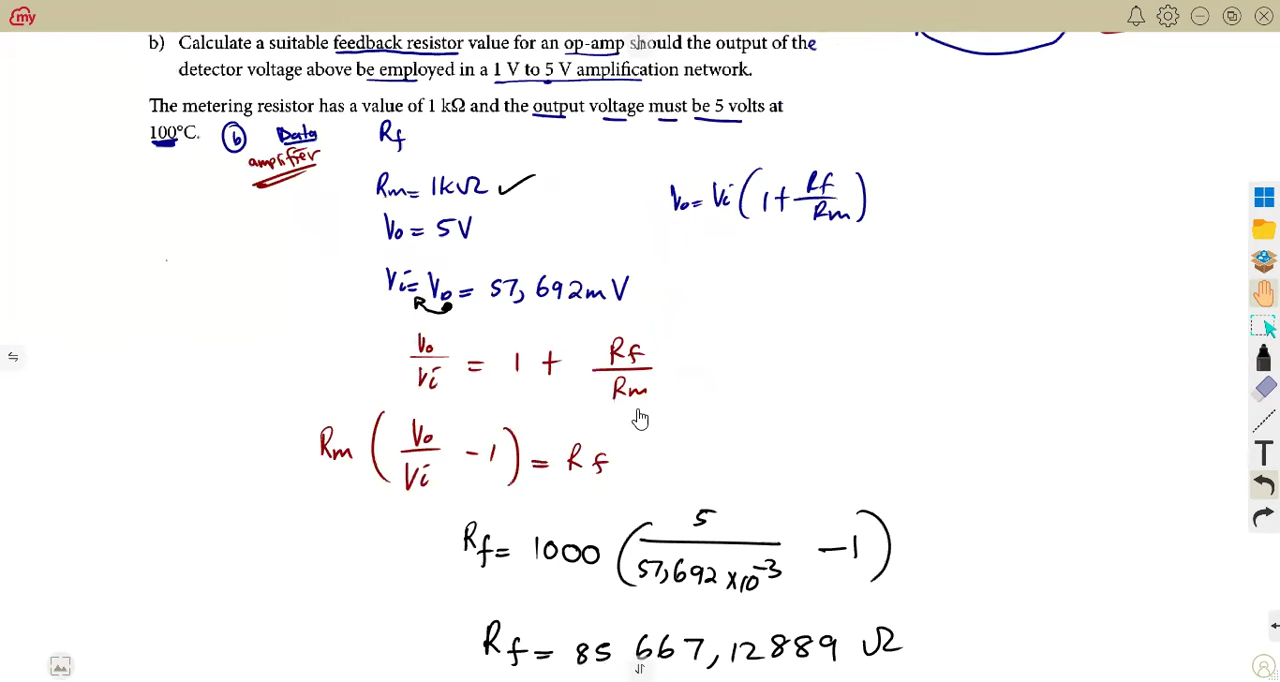 my
b) Calculate a suitable feedback resistor value for an op-amp should the output of the
detector voltage above be employed in a 1 V to 5 V amplification network.
The metering resistor has a value of 1 kΩ and the output voltage must be 5 volts at
100°C.
b Data Rf
amplifier
Rm = 1kΩ ✓
Vo = Vi (1 + Rf/Rm)
Vo = 5V
Vi = Vo = 57,692mV
R
Vo/Vi = 1 + Rf/Rm
Rm (Vo/Vi - 1) = Rf
Rf = 1000 (5/57,692 × 10⁻³ - 1)
Rf = 85 667,12889 Ω
T